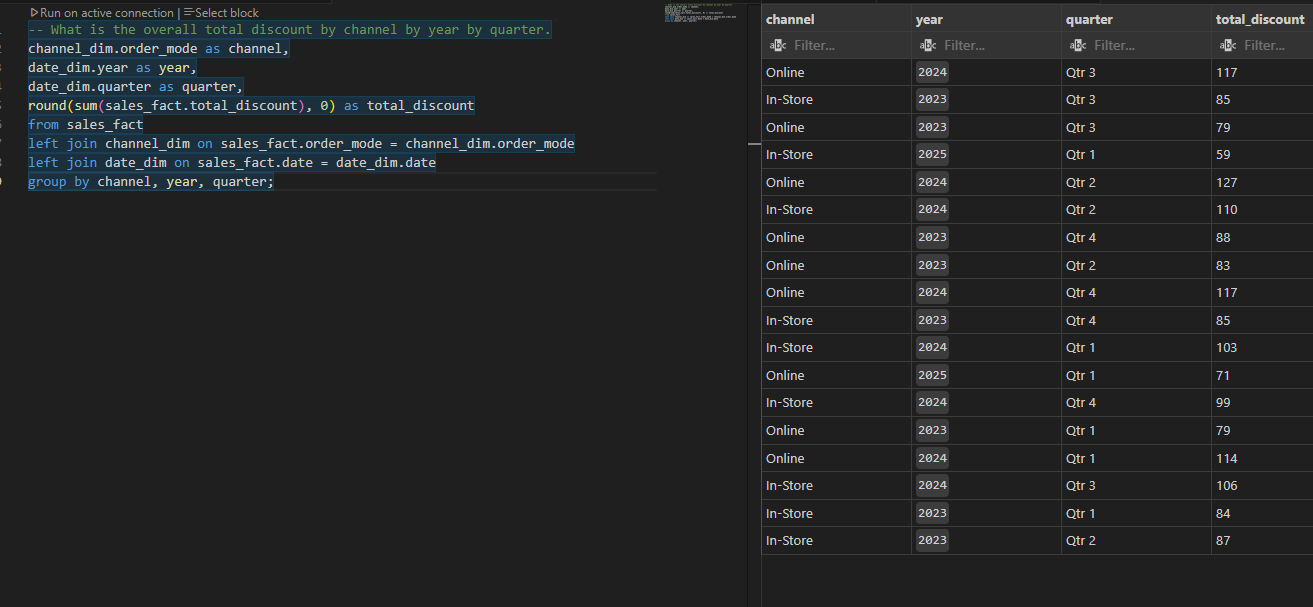 Run on active connection | Select block
-- What is the overall total discount by channel by year by quarter.
channel_dim.order_mode as channel,
date_dim.year as year,
date_dim.quarter as quarter,
round(sum(sales_fact.total_discount), 0) as total_discount
from sales_fact
left join channel_dim on sales_fact.order_mode = channel_dim.order_mode
left join date_dim on sales_fact.date = date_dim.date
group by channel, year, quarter;
channel year quarter total_discount
abc Filter... abc Filter... abc Filter... abc Filter...
Online 2024 Qtr 3 117
In-Store 2023 Qtr 3 85
Online 2023 Qtr 3 79
In-Store 2025 Qtr 1 59
Online 2024 Qtr 2 127
In-Store 2024 Qtr 2 110
Online 2023 Qtr 4 88
Online 2023 Qtr 2 83
Online 2024 Qtr 4 117
In-Store 2023 Qtr 4 85
In-Store 2024 Qtr 1 103
Online 2025 Qtr 1 71
In-Store 2024 Qtr 4 99
Online 2023 Qtr 1 79
Online 2024 Qtr 1 114
In-Store 2024 Qtr 3 106
In-Store 2023 Qtr 1 84
In-Store 2023 Qtr 2 87